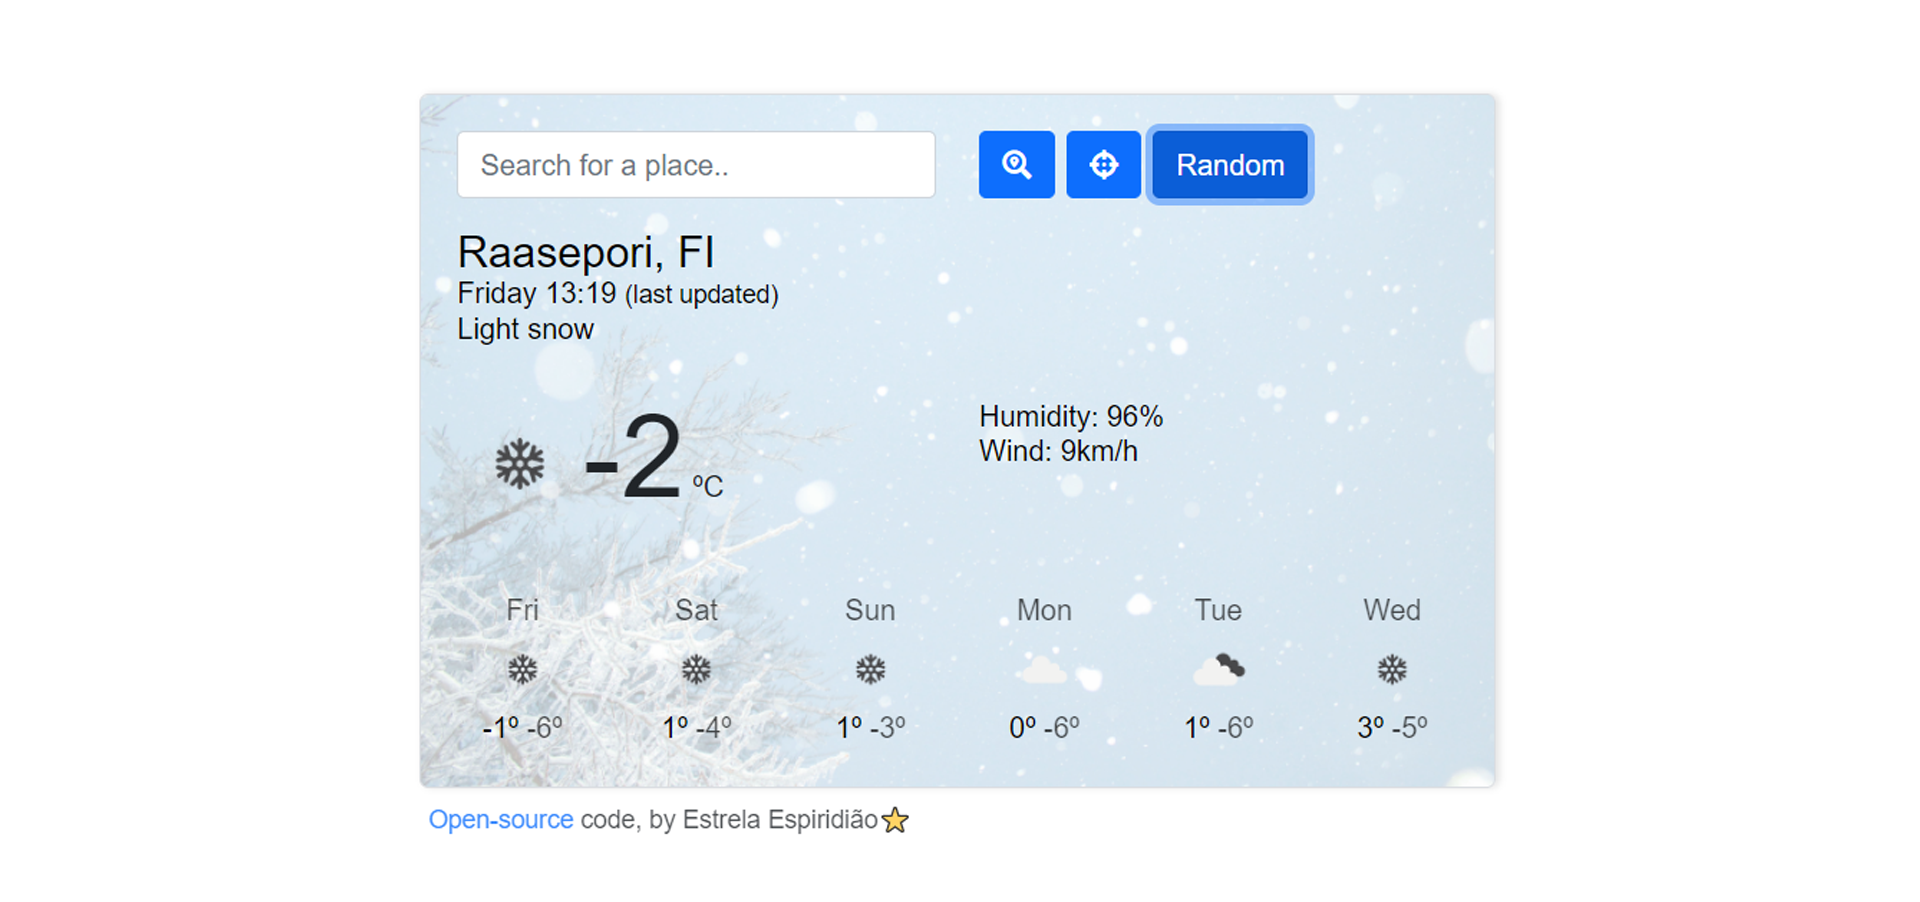 Search for a place..
Random
Raasepori, FI
Friday 13:19 (last updated)
Light snow
-2 ºC
Humidity: 96%
Wind: 9km/h
Fri Sat Sun Mon Tue Wed
-1º -6º 1º -4º 1º -3º 0º -6º 1º -6º 3º -5º
Open-source code, by Estrela Espiridião